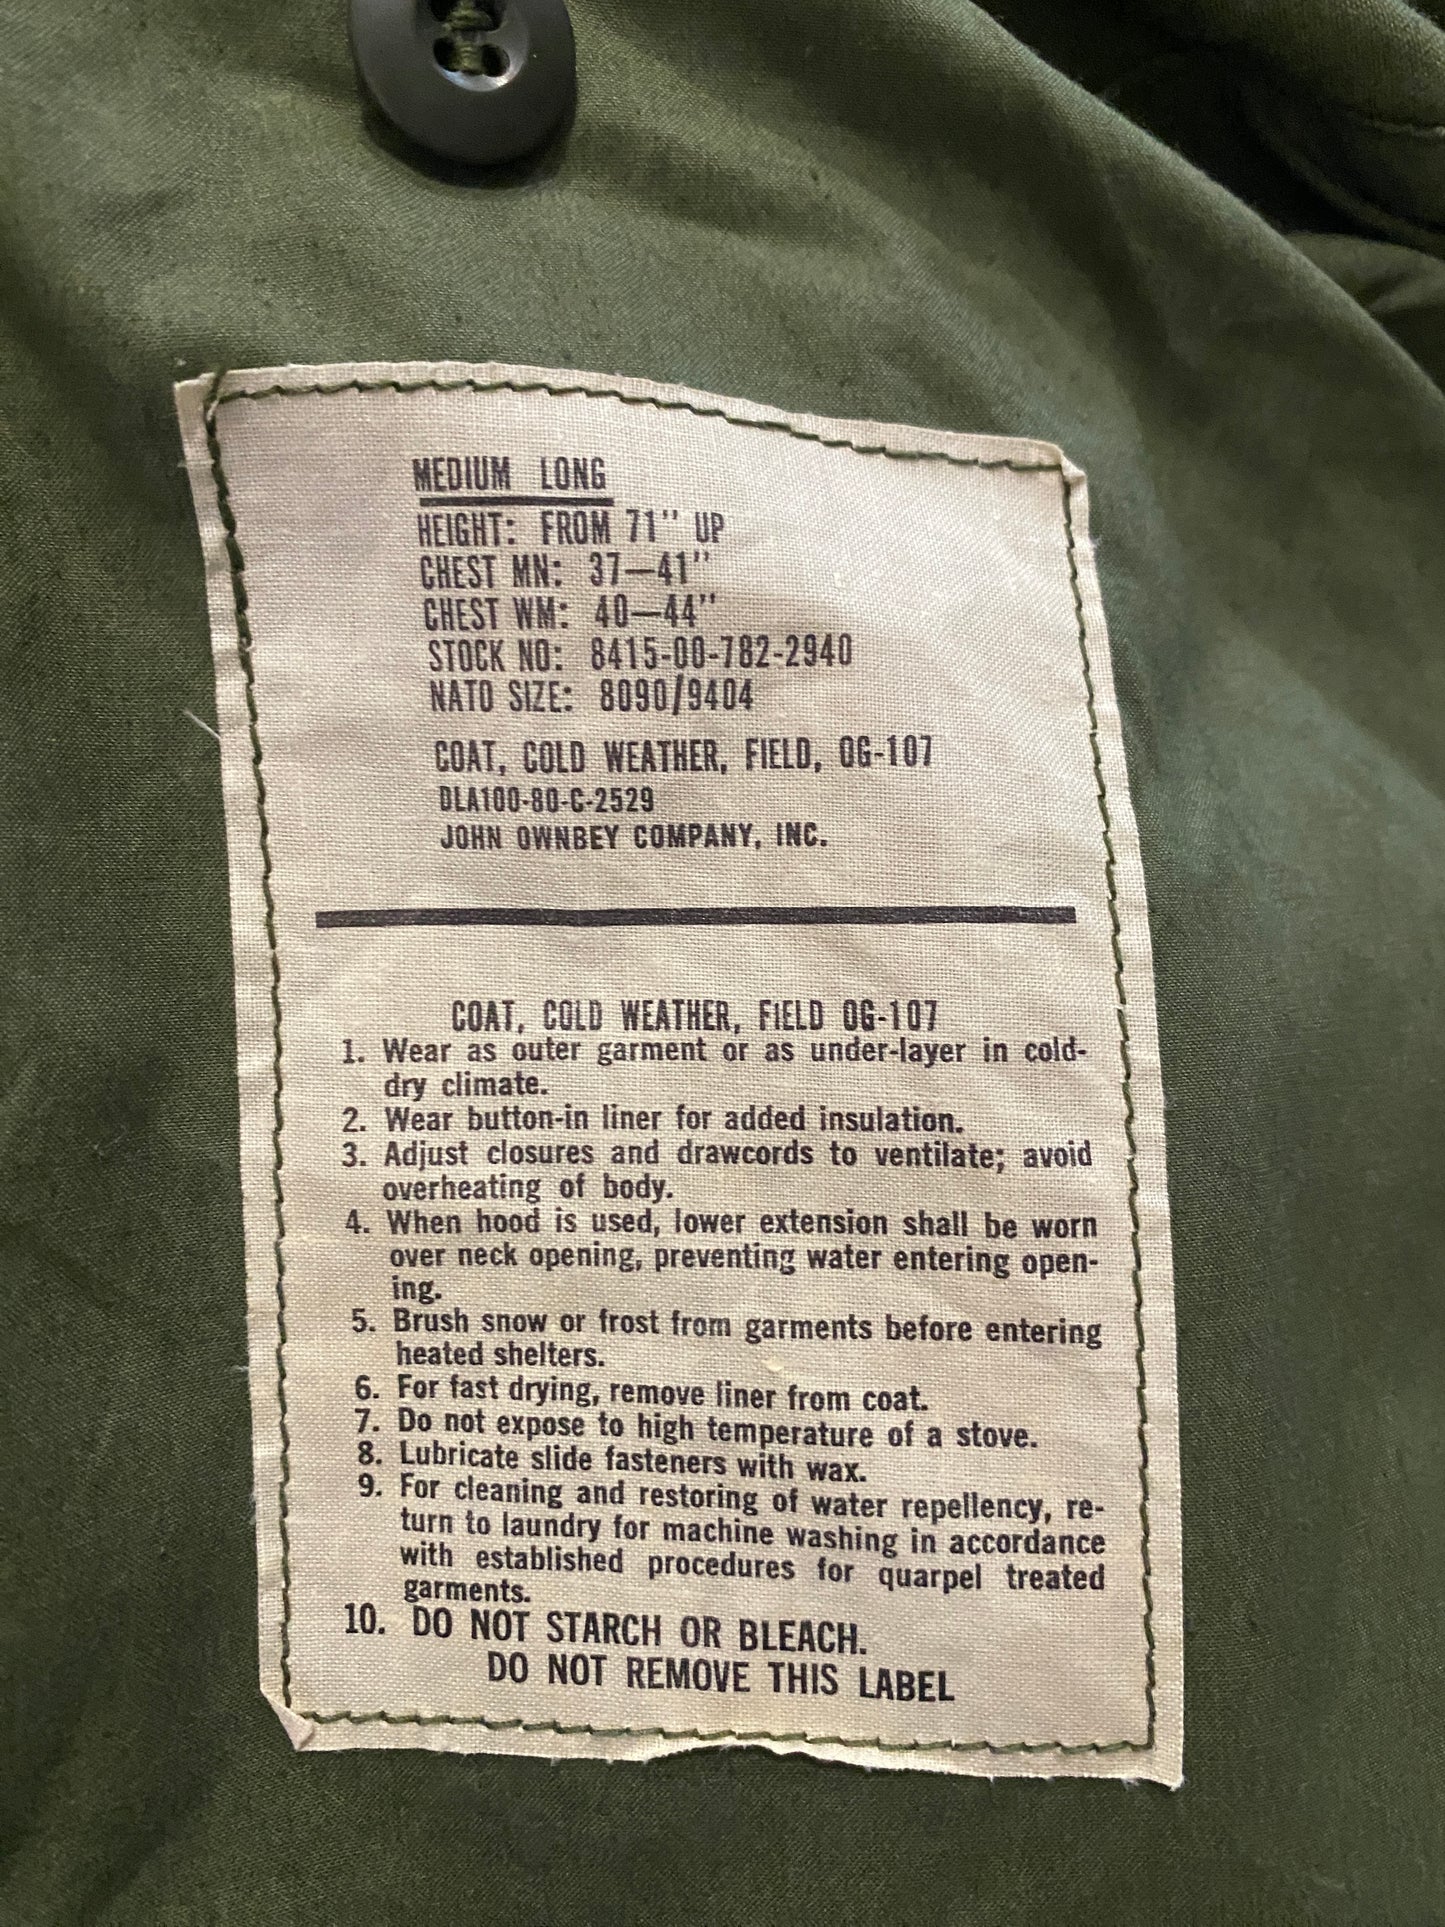 MEDIUM LONG
HEIGHT: FROM 71" UP
CHEST MN: 37—41"
CHEST WM: 40—44"
STOCK NO: 8415-00-782-2940
NATO SIZE: 8090/9404
COAT, COLD WEATHER, FIELD, OG-107
DLA100-80-C-2529
JOHN OWNBEY COMPANY, INC.
COAT, COLD WEATHER, FIELD OG-107
1. Wear as outer garment or as under-layer in cold-
dry climate.
2. Wear button-in liner for added insulation.
3. Adjust closures and drawcords to ventilate; avoid
overheating of body.
4. When hood is used, lower extension shall be worn
over neck opening, preventing water entering open-
ing.
5. Brush snow or frost from garments before entering
heated shelters.
6. For fast drying, remove liner from coat.
7. Do not expose to high temperature of a stove.
8. Lubricate slide fasteners with wax.
9. For cleaning and restoring of water repellency, re-
turn to laundry for machine washing in accordance
with established procedures for quarpel treated
garments.
10. DO NOT STARCH OR BLEACH.
DO NOT REMOVE THIS LABEL